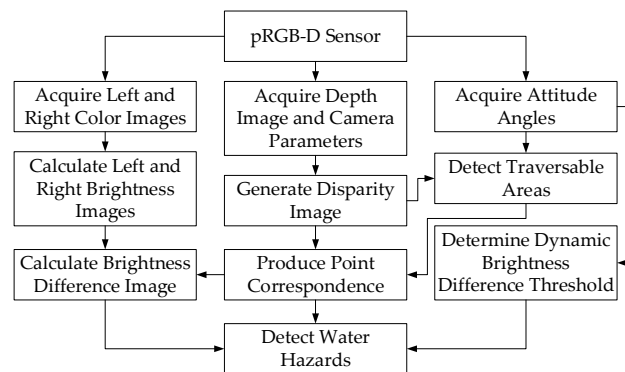 pRGB-D Sensor
Acquire Left and
Right Color Images
Acquire Depth
Image and Camera
Parameters
Acquire Attitude
Angles
Calculate Left and
Right Brightness
Images
Generate Disparity
Image
Detect Traversable
Areas
Calculate Brightness
Difference Image
Produce Point
Correspondence
Determine Dynamic
Brightness
Difference Threshold
Detect Water
Hazards